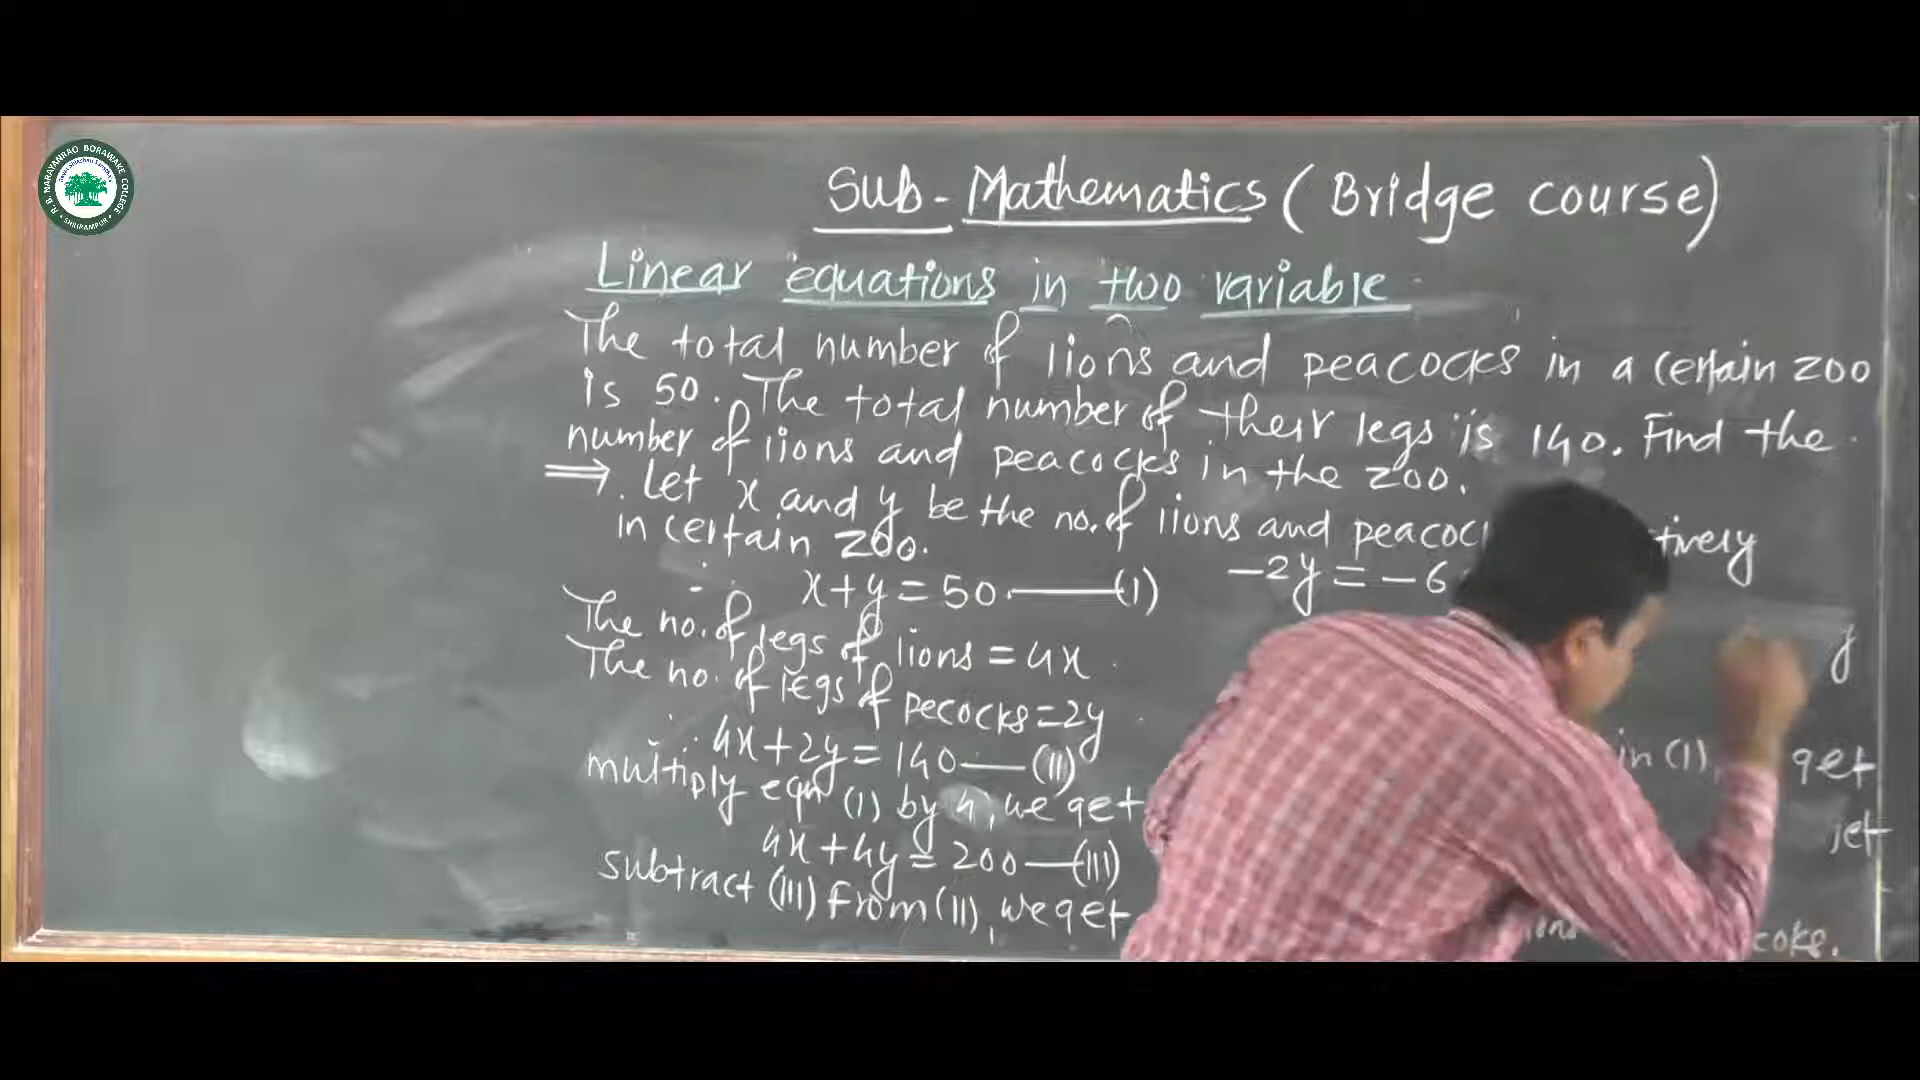 R. B. NARAYANRAO BORAWAKE COLLEGE
SHRIRAMPUR
Sub - Mathematics (Bridge course)
Linear equations in two variable
The total number of lions and peacocks in a certain zoo
is 50. The total number of their legs is 140. Find the
number of lions and peacocks in the zoo.
⟹ Let x and y be the no. of lions and
in certain zoo.
∴ x+y = 50 ——(I)
-2y = -6
The no. of legs of lions = 4x
y
The no. of legs of pecocks = 2y
∴ 4x+2y = 140 —— (II)
in (1), get
multiply eqn (I) by 4, we get
4x+4y = 200 —(III)
subtract (III) from (II), we get